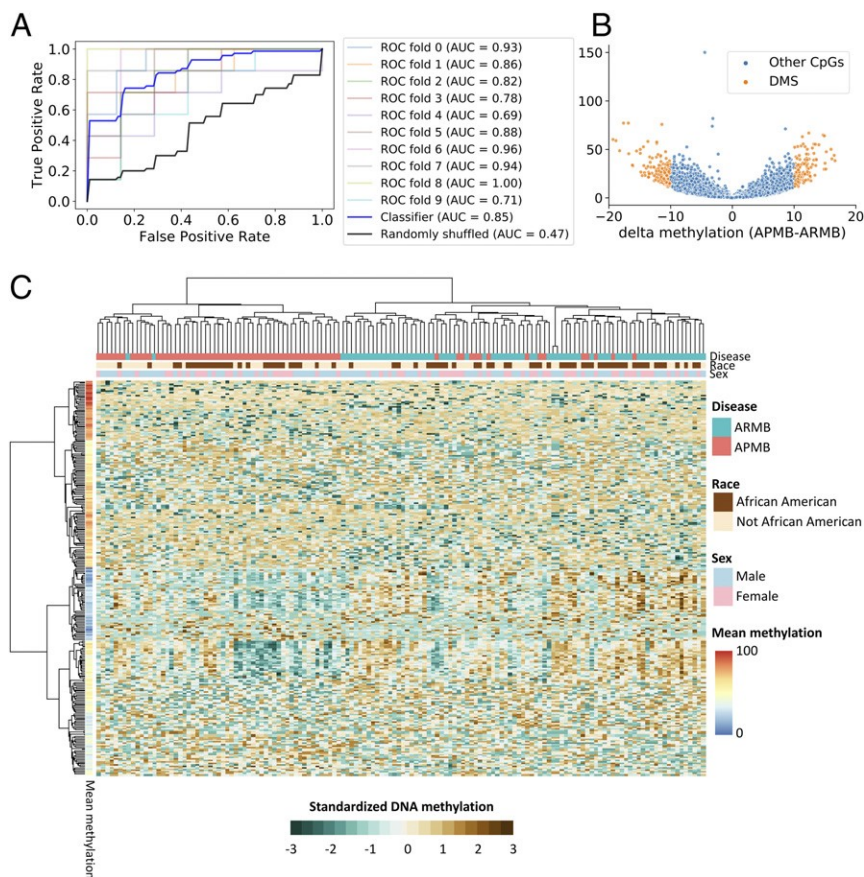 A
1.0
0.8
0.6
0.4
0.2
0.0
True Positive Rate
0.0 0.4 0.6 0.8 1.0
False Positive Rate
ROC fold 0 (AUC = 0.93)
ROC fold 1 (AUC = 0.86)
ROC fold 2 (AUC = 0.82)
ROC fold 3 (AUC = 0.78)
ROC fold 4 (AUC = 0.69)
ROC fold 5 (AUC = 0.88)
ROC fold 6 (AUC = 0.96)
ROC fold 7 (AUC = 0.94)
ROC fold 8 (AUC = 1.00)
ROC fold 9 (AUC = 0.71)
Classifier (AUC = 0.85)
Randomly shuffled (AUC = 0.47)
B
150
100
50
0
Other CpGs
DMS
−20 −10 0 10 20
delta methylation (APMB-ARMB)
C
Disease
Race
Sex
Disease
ARMB
APMB
Race
African American
Not African American
Sex
Male
Female
Mean methylation
100
0
Mean methylation
Standardized DNA methylation
-3 -2 -1 0 1 2 3